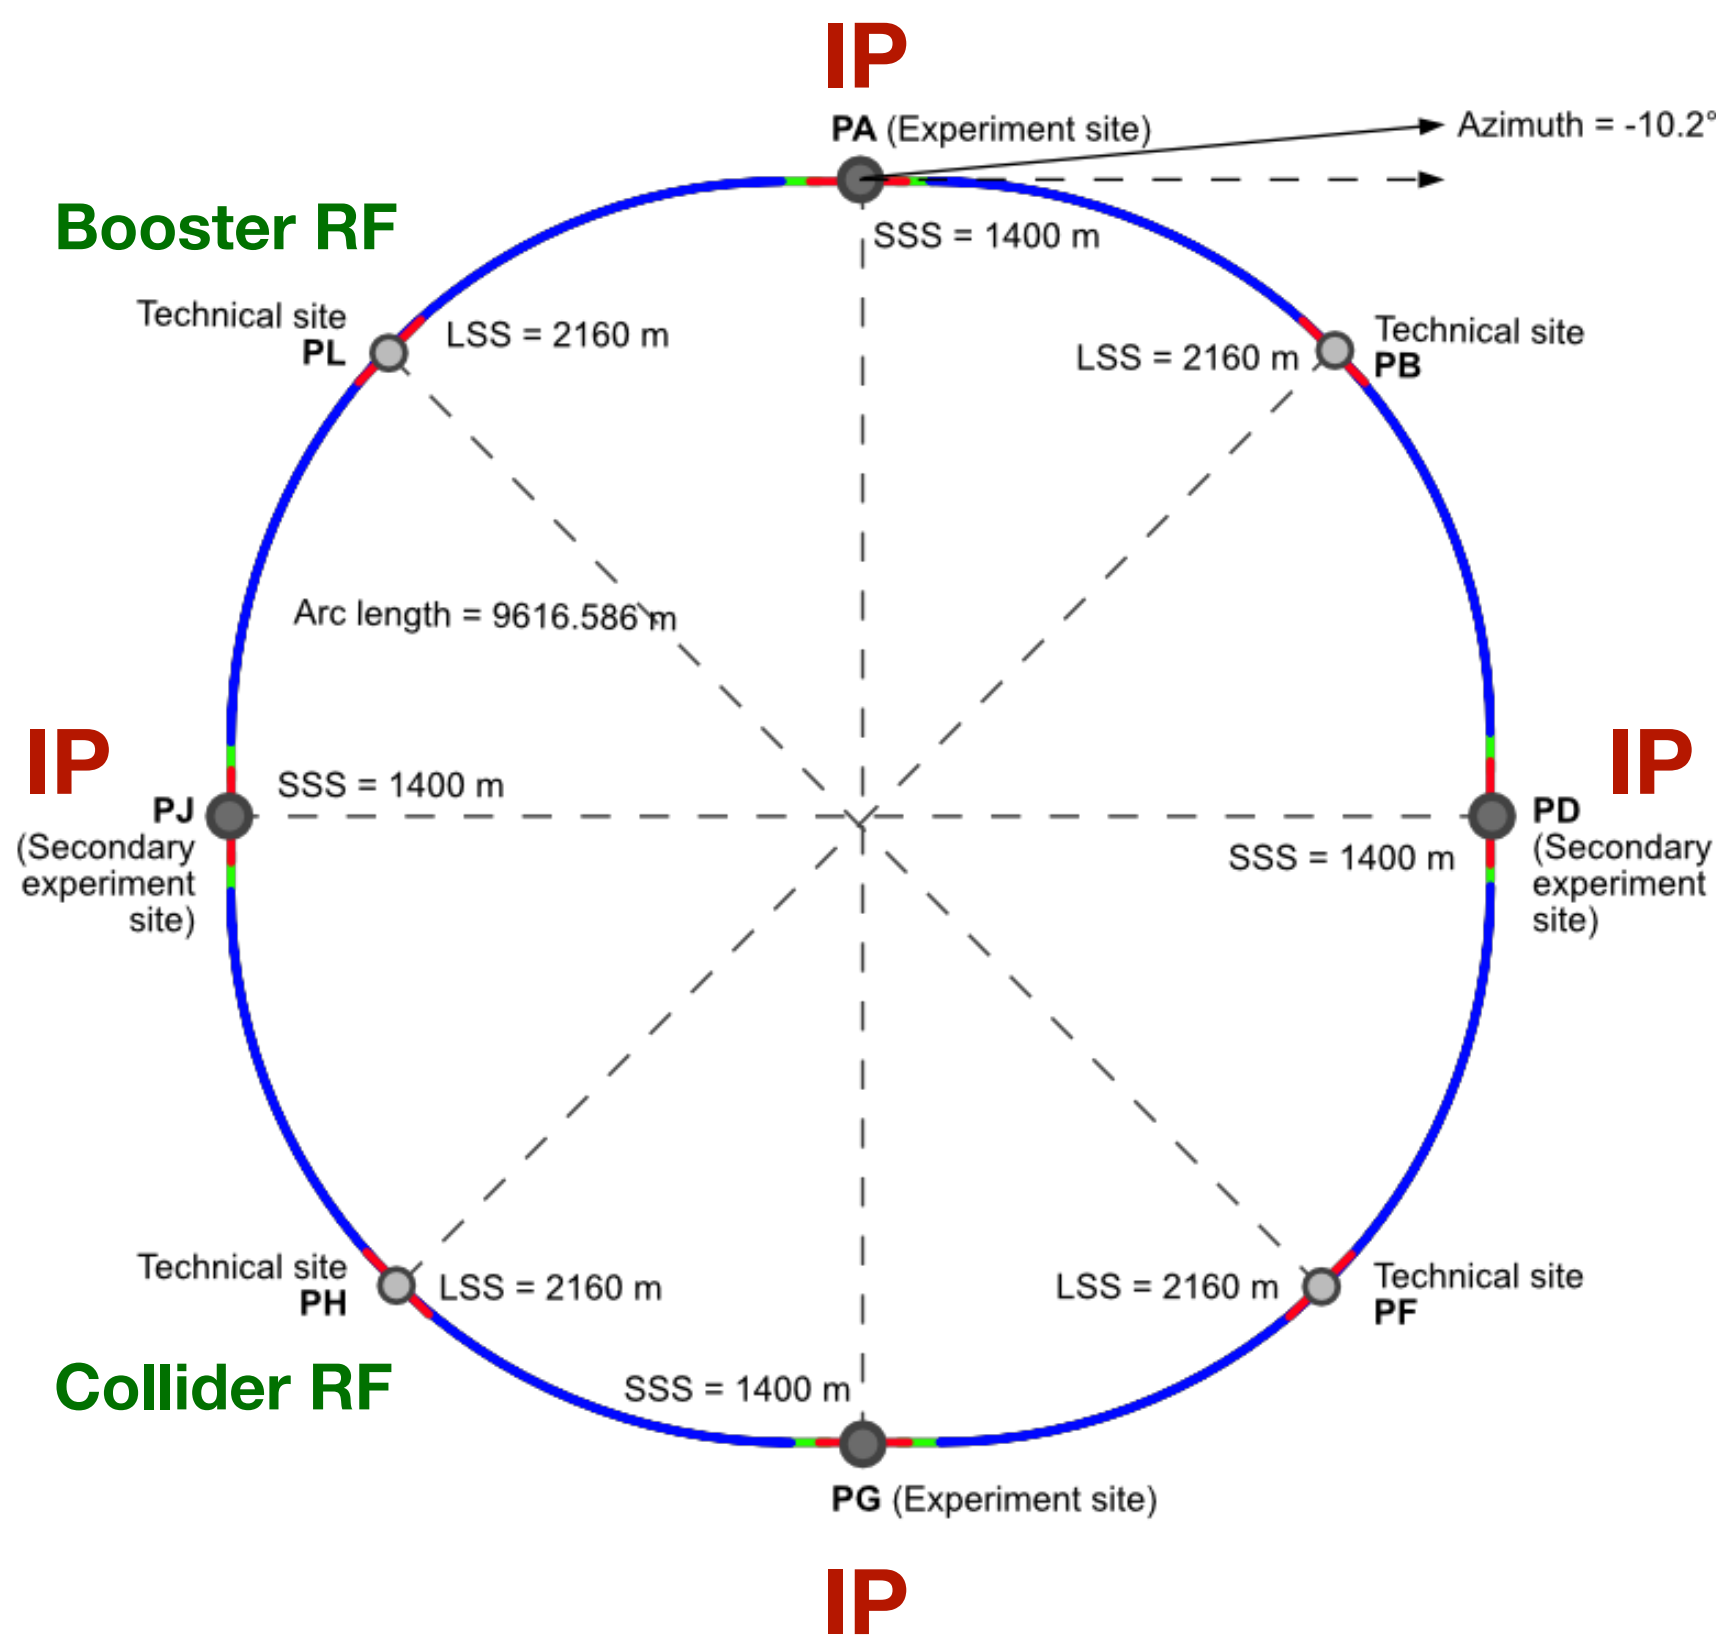 IP
PA (Experiment site)
Azimuth = -10.2°
Booster RF
SSS = 1400 m
Technical site
PL
LSS = 2160 m
LSS = 2160 m
Technical site
PB
Arc length = 9616.586 m
IP
SSS = 1400 m
PJ
(Secondary
experiment
site)
IP
PD
(Secondary
experiment
site)
SSS = 1400 m
Technical site
PH
LSS = 2160 m
LSS = 2160 m
Technical site
PF
Collider RF
SSS = 1400 m
PG (Experiment site)
IP